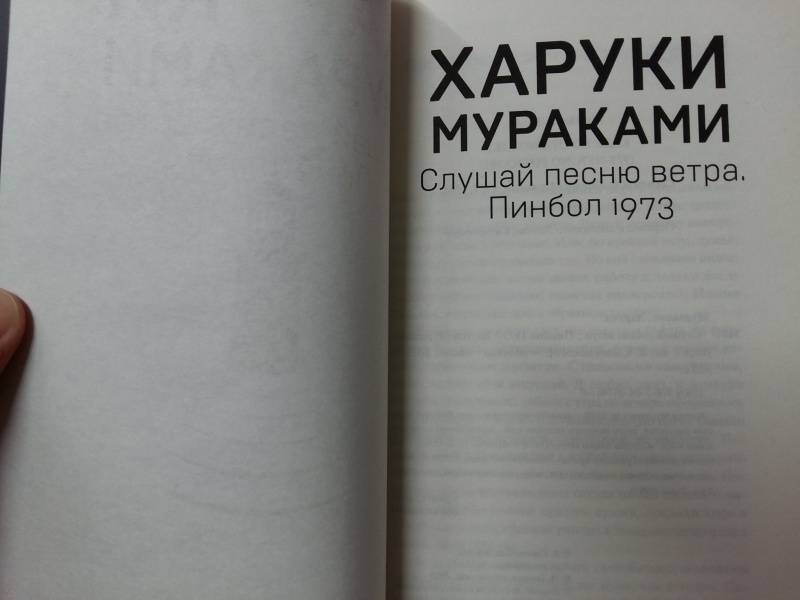 ХАРУКИ
МУРАКАМИ
Слушай песню ветра.
Пинбол 1973